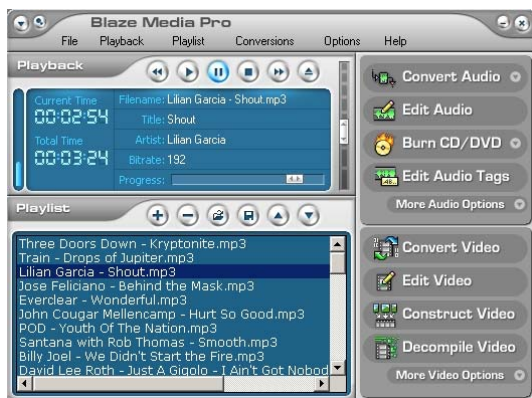 Blaze Media Pro
File Playback Playlist Conversions Options Help
Playback
Current Time
00:02:54
Total Time
00:03:24
Filename: Lilian Garcia - Shout.mp3
Title: Shout
Artist: Lilian Garcia
Bitrate: 192
Progress:
Playlist
Three Doors Down - Kryptonite.mp3
Train - Drops of Jupiter.mp3
Lilian Garcia - Shout.mp3
Jose Feliciano - Behind the Mask.mp3
Everclear - Wonderful.mp3
John Cougar Mellencamp - Hurt So Good.mp3
POD - Youth Of The Nation.mp3
Santana with Rob Thomas - Smooth.mp3
Billy Joel - We Didn't Start the Fire.mp3
David Lee Roth - Just A Gigolo - I Ain't Got Nobod
Convert Audio
Edit Audio
Burn CD/DVD
Edit Audio Tags
More Audio Options
Convert Video
Edit Video
Construct Video
Decompile Video
More Video Options